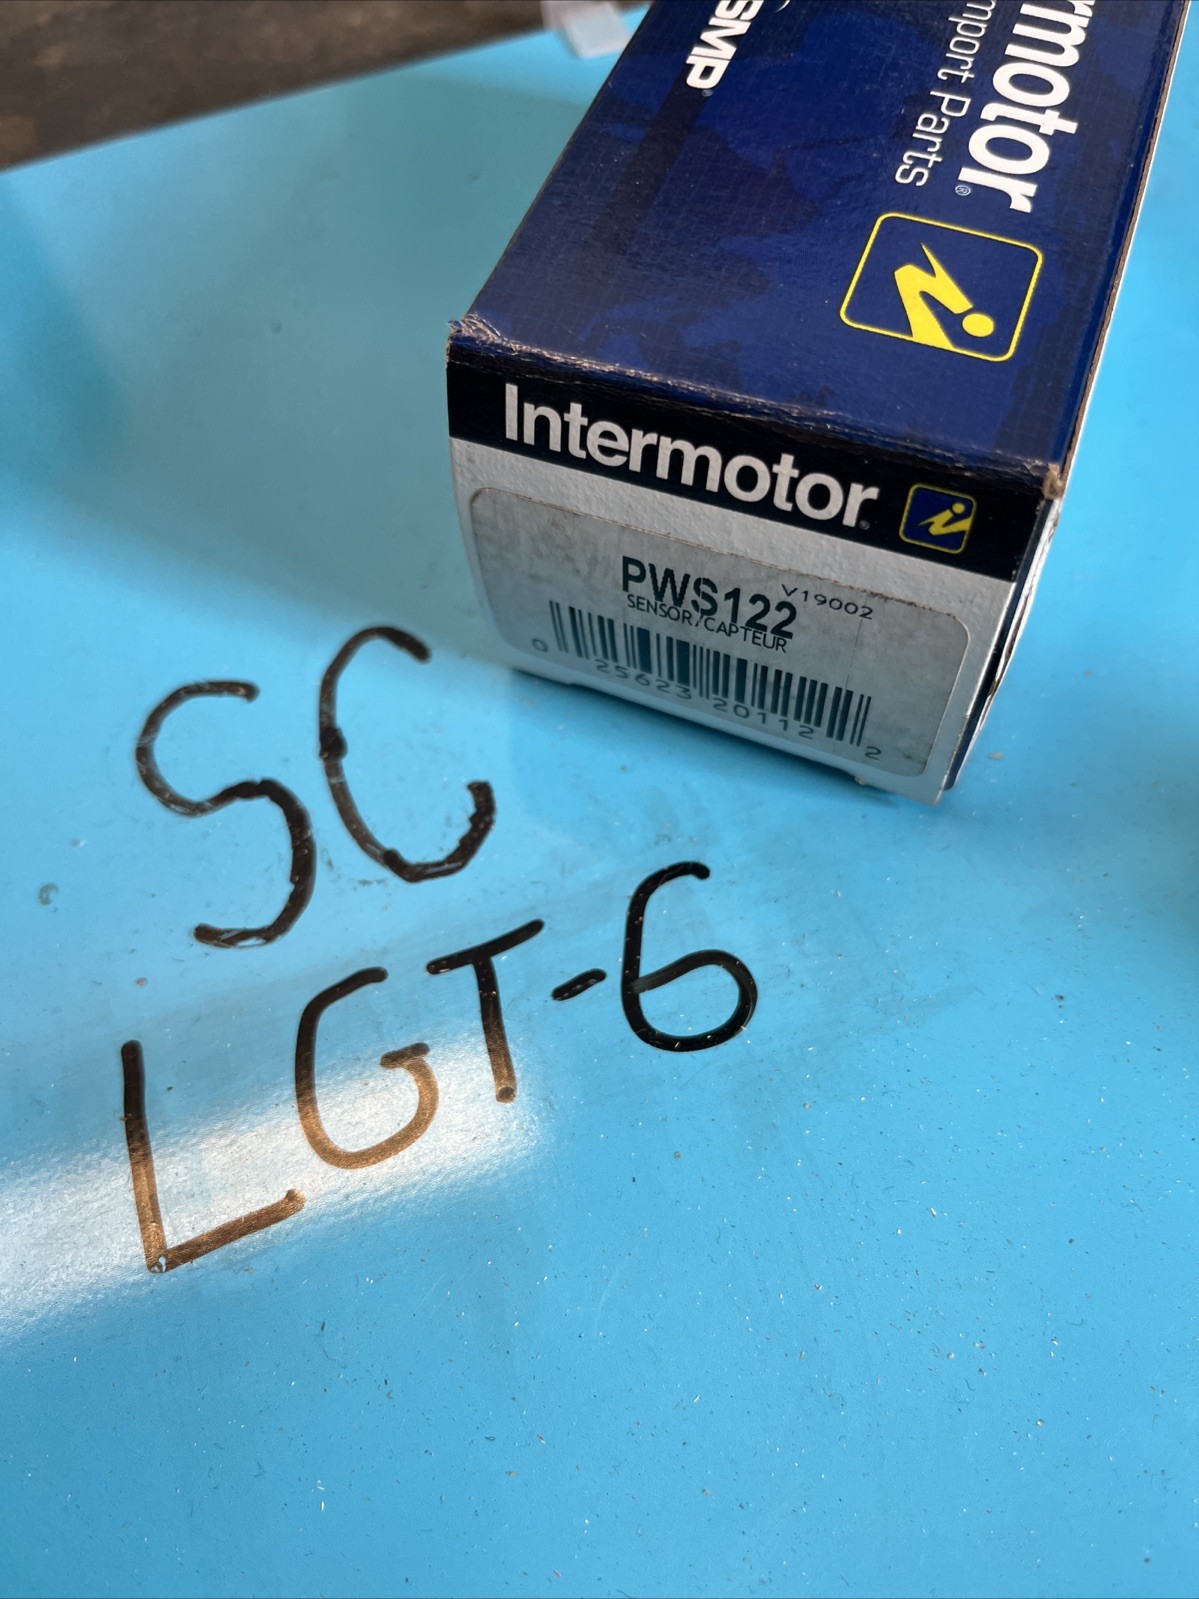 SMP
rmotor®
mport Parts
Intermotor
PWS122
V19002
SENSOR/CAPTEUR
0 25623 20112 2
SC
LGT-6